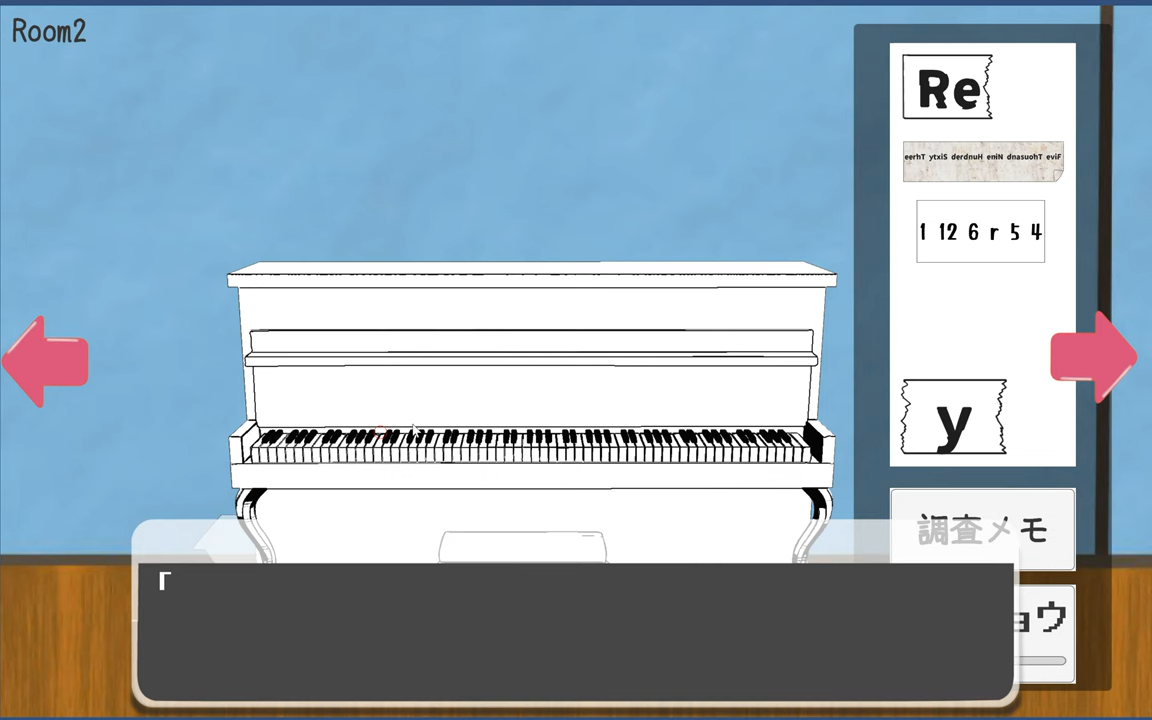 Room2
Re
eerhT ytxiS derdnuH eniN dnasuohT eviF
1 12 6 r 5 4
y
調査メモ
ョウ
「